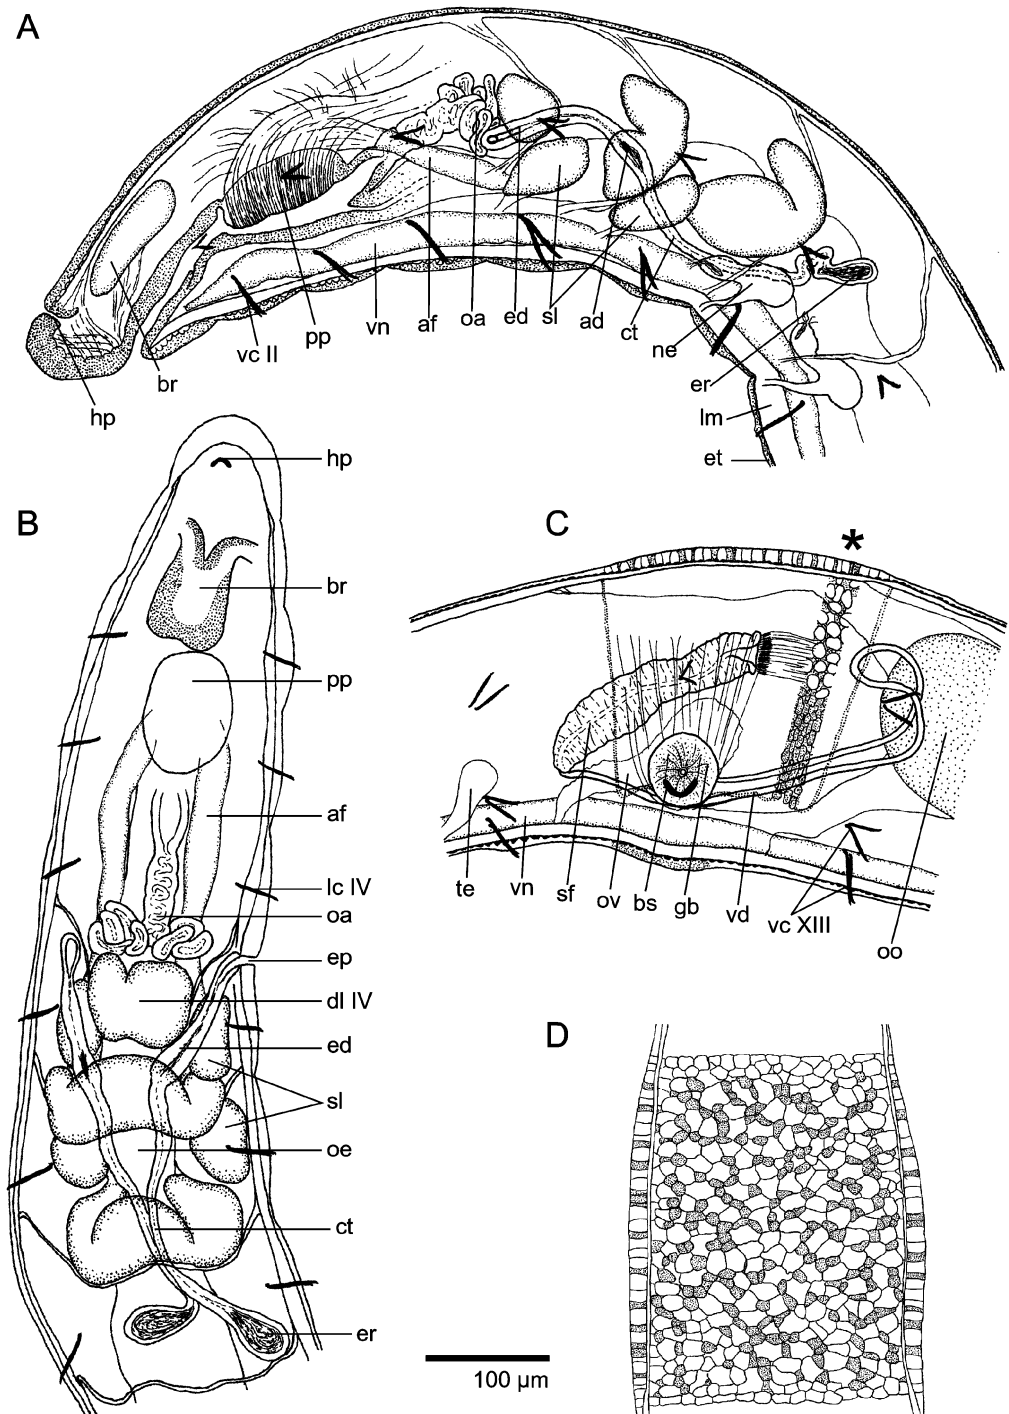 A
hp
br
vc II
pp
vn
af
oa
ed
sl
ad
ct
ne
er
lm
et
B
hp
br
pp
af
lc IV
oa
ep
dl IV
ed
sl
oe
ct
er
C
*
te
vn
sf
ov
bs
gb
vd
vc XIII
oo
D
100 µm